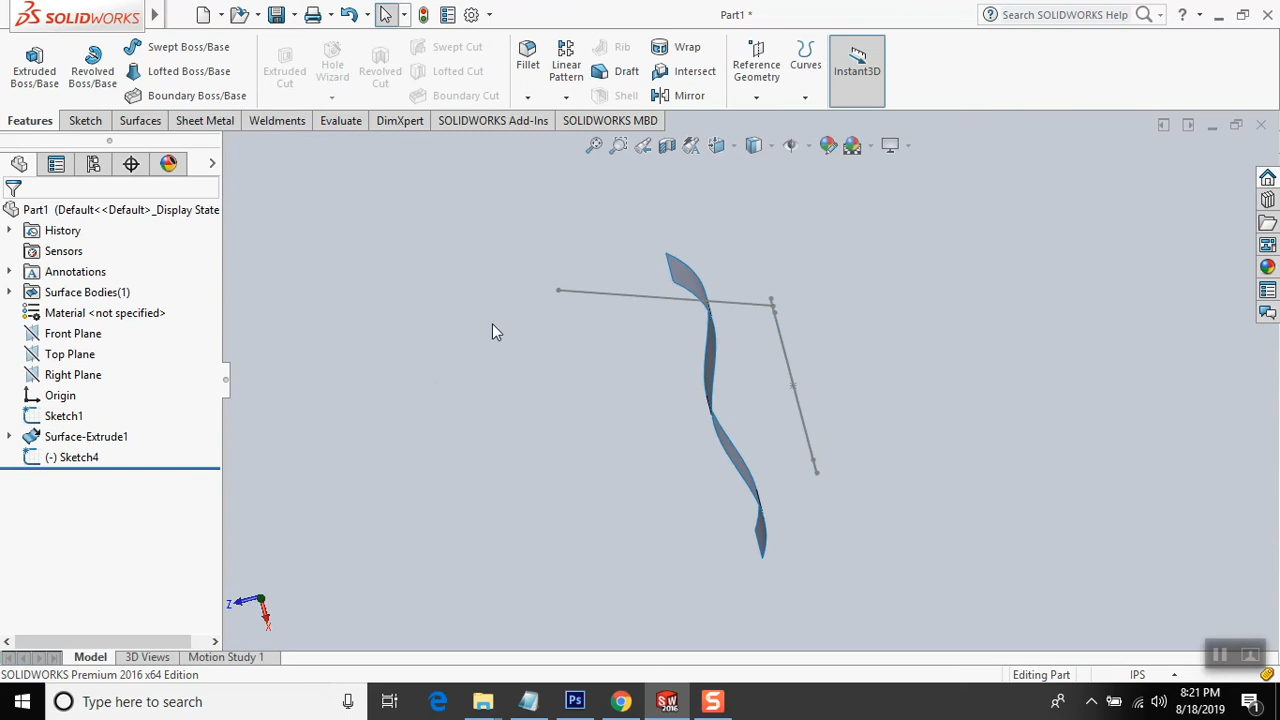 SOLIDWORKS
Part1 *
Search SOLIDWORKS Help
Extruded Boss/Base
Revolved Boss/Base
Swept Boss/Base
Lofted Boss/Base
Boundary Boss/Base
Extruded Cut
Hole Wizard
Revolved Cut
Swept Cut
Lofted Cut
Boundary Cut
Fillet
Linear Pattern
Rib
Draft
Shell
Wrap
Intersect
Mirror
Reference Geometry
Curves
Instant3D
Features
Sketch
Surfaces
Sheet Metal
Weldments
Evaluate
DimXpert
SOLIDWORKS Add-Ins
SOLIDWORKS MBD
Part1 (Default<<Default>_Display State
History
Sensors
Annotations
Surface Bodies(1)
Material <not specified>
Front Plane
Top Plane
Right Plane
Origin
Sketch1
Surface-Extrude1
(-) Sketch4
Z
X
Model
3D Views
Motion Study 1
SOLIDWORKS Premium 2016 x64 Edition
Editing Part
IPS
Type here to search
Ps
SW
2016
S
8:21 PM
8/18/2019
1